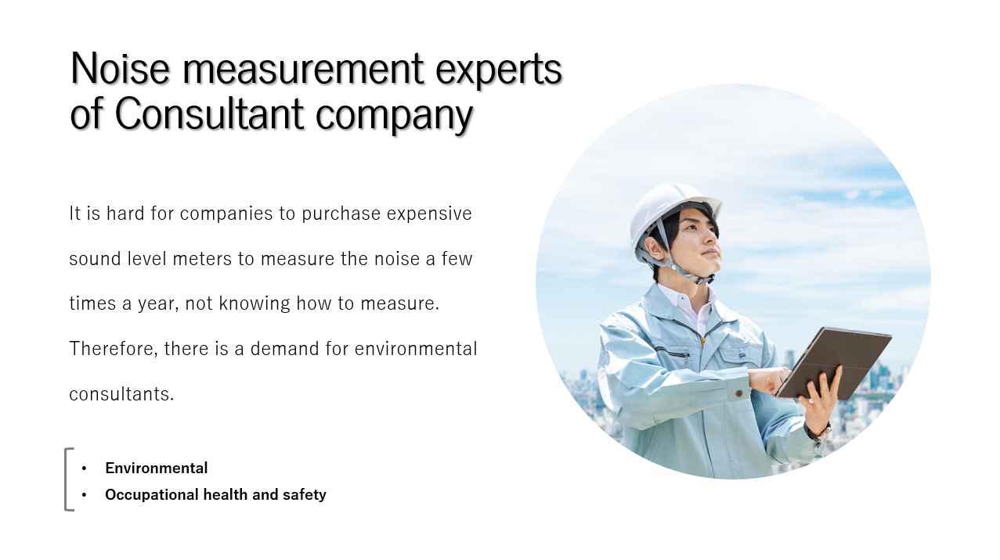 Noise measurement experts
of Consultant company
It is hard for companies to purchase expensive
sound level meters to measure the noise a few
times a year, not knowing how to measure.
Therefore, there is a demand for environmental
consultants.
• Environmental
• Occupational health and safety